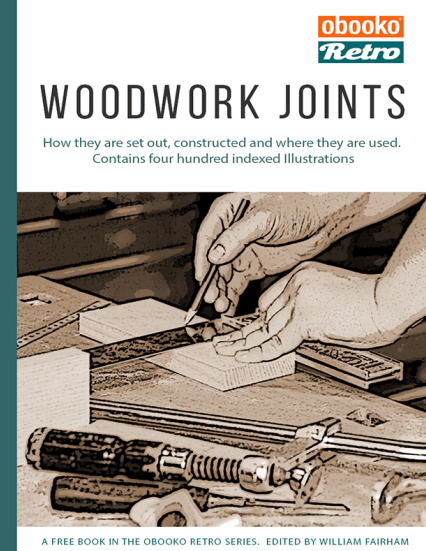 obooko
Retro
WOODWORK JOINTS
How they are set out, constructed and where they are used.
Contains four hundred indexed Illustrations
A FREE BOOK IN THE OBOOKO RETRO SERIES. EDITED BY WILLIAM FAIRHAM